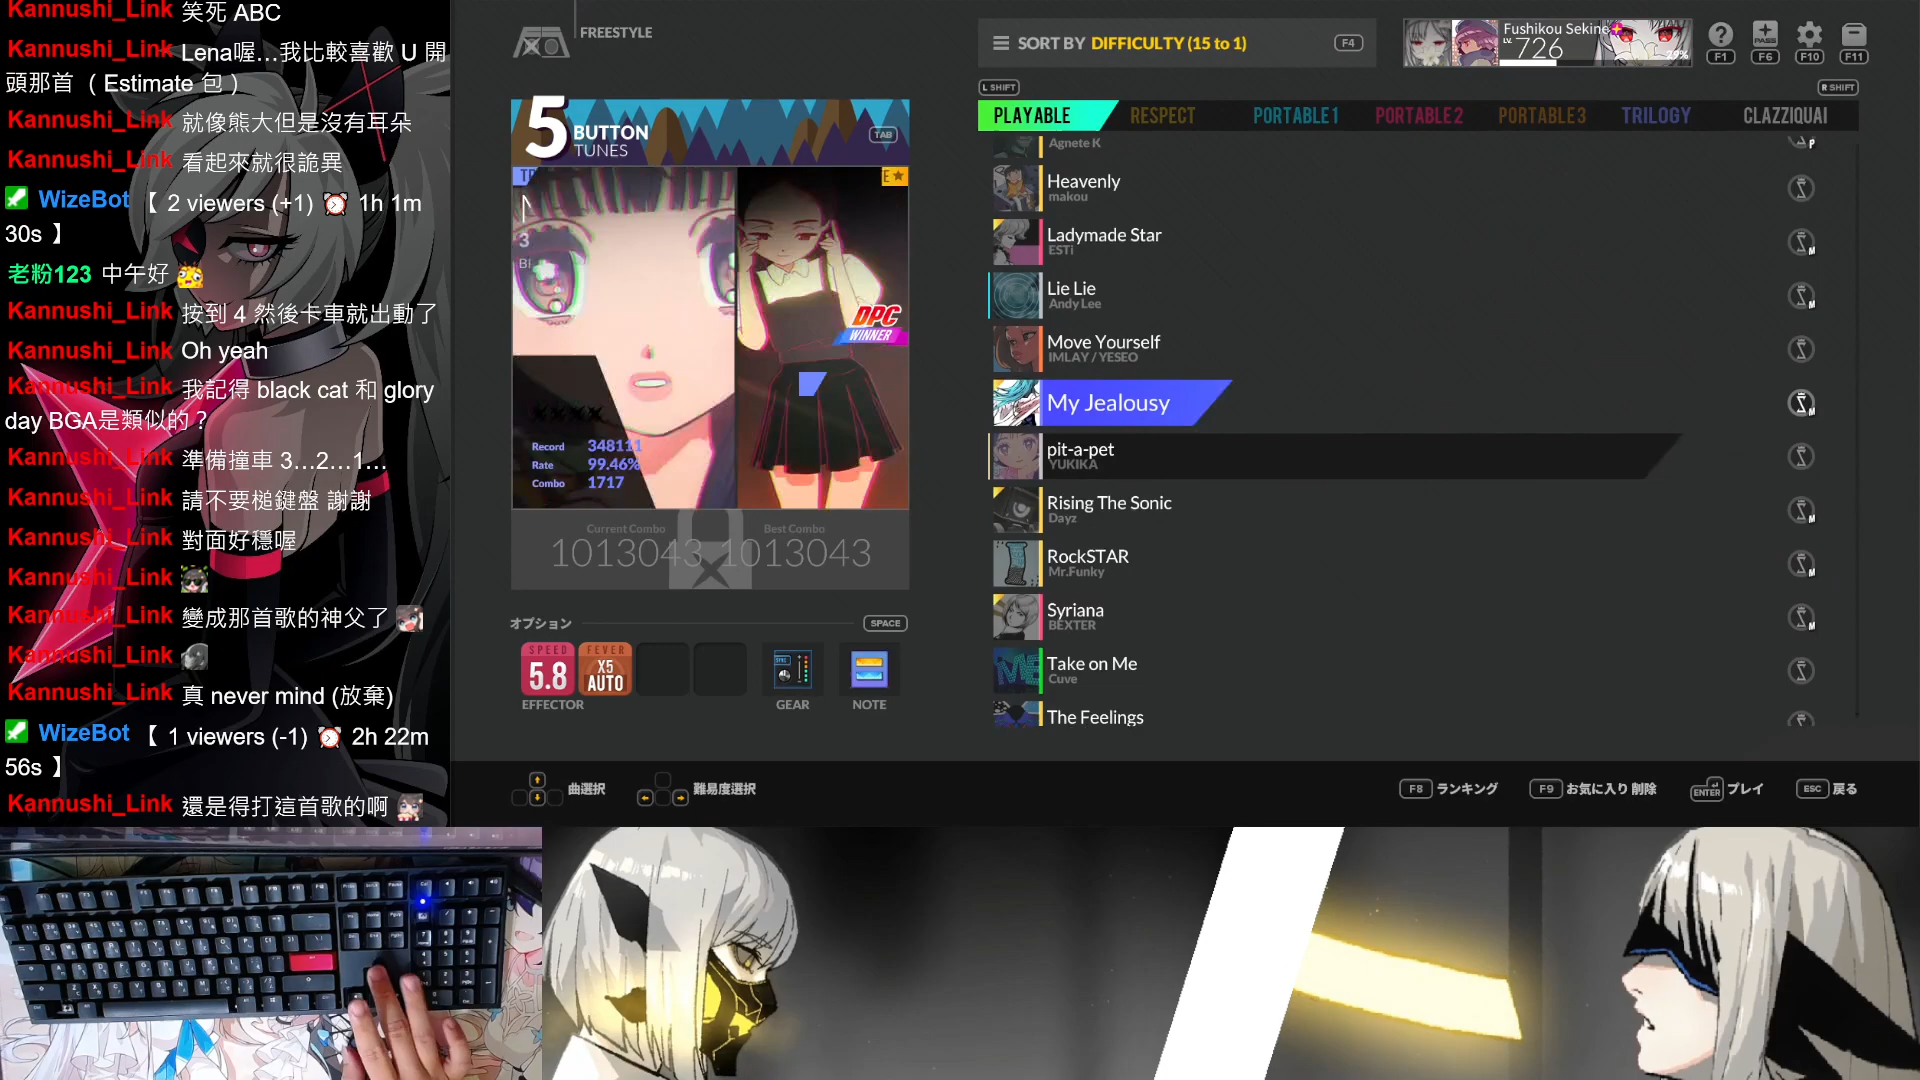 Kannushi_Link 笑死 ABC
Kannushi_Link Lena喔…我比較喜歡 U 開
頭那首 ( Estimate 包 )
Kannushi_Link 就像熊大但是沒有耳朵
Kannushi_Link 看起來就很詭異
WizeBot 【 2 viewers (+1) ⏰ 1h 1m
30s 】
老粉123 中午好
Kannushi_Link 按到 4 然後卡車就出動了
Kannushi_Link Oh yeah
Kannushi_Link 我記得 black cat 和 glory
day BGA是類似的？
Kannushi_Link 準備撞車 3…2…1…
Kannushi_Link 請不要槌鍵盤 謝謝
Kannushi_Link 對面好穩喔
Kannushi_Link
Kannushi_Link 變成那首歌的神父了
Kannushi_Link
Kannushi_Link 真 never mind (放棄)
WizeBot 【 1 viewers (-1) ⏰ 2h 22m
56s 】
Kannushi_Link 還是得打這首歌的啊
FREESTYLE
SORT BY DIFFICULTY (15 to 1)
F4
Fushikou Sekine
LV. 726
F1
PASS
F6
F10
F11
L SHIFT
R SHIFT
PLAYABLE
RESPECT
PORTABLE1
PORTABLE2
PORTABLE3
TRILOGY
CLAZZIQUAI
5 BUTTON
TUNES
TAB
DPC
WINNER
Record 348111
Rate 99.46%
Combo 1717
Current Combo
Best Combo
1013043
1013043
Agnete K
Heavenly
makou
Ladymade Star
ESTi
Lie Lie
Andy Lee
Move Yourself
IMLAY / YESEO
My Jealousy
pit-a-pet
YUKIKA
Rising The Sonic
Dayz
RockSTAR
Mr.Funky
Syriana
BEXTER
Take on Me
Cuve
The Feelings
オプション
SPACE
SPEED
5.8
FEVER
X5
AUTO
EFFECTOR
GEAR
NOTE
曲選択
難易度選択
F8 ランキング
F9 お気に入り 削除
ENTER プレイ
ESC 戻る